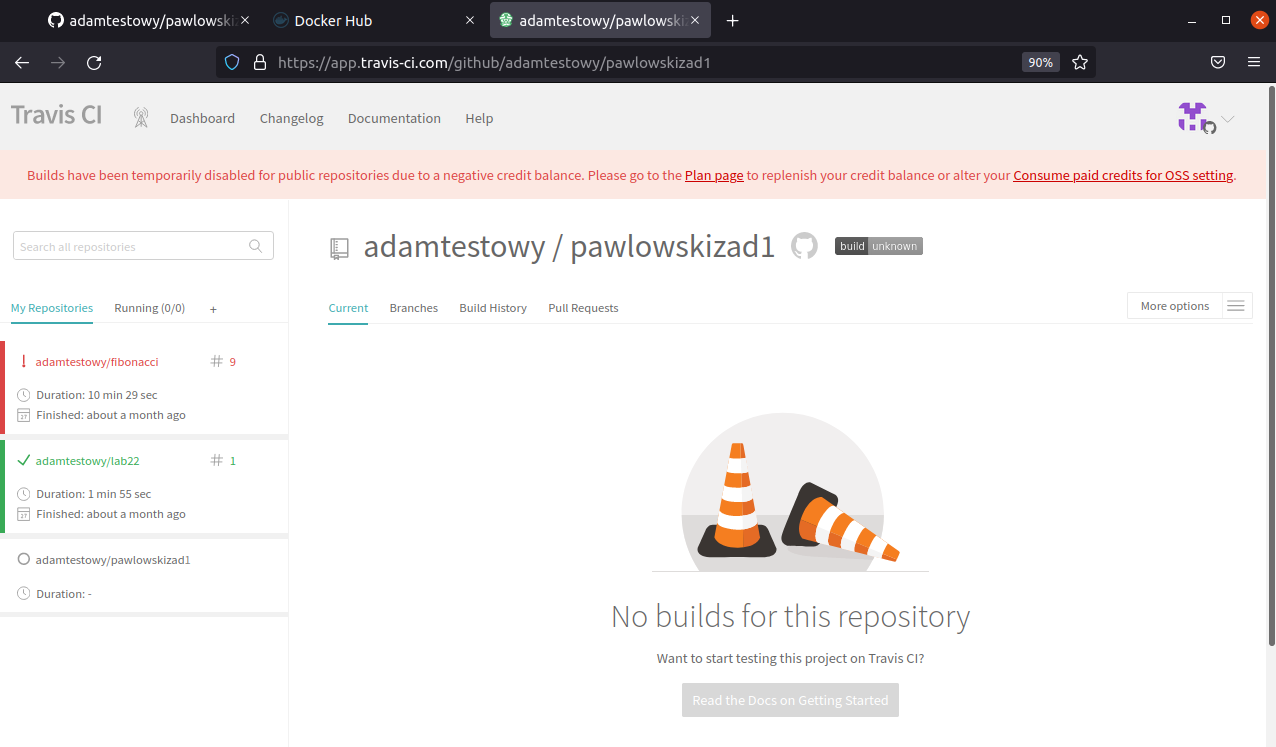 adamtestowy/pawlowskiza
Docker Hub
adamtestowy/pawlowski
https://app.travis-ci.com/github/adamtestowy/pawlowskizad1
90%
Travis CI
Dashboard
Changelog
Documentation
Help
Builds have been temporarily disabled for public repositories due to a negative credit balance. Please go to the Plan page to replenish your credit balance or alter your Consume paid credits for OSS setting.
Search all repositories
adamtestowy / pawlowskizad1
build unknown
My Repositories
Running (0/0)
+
Current
Branches
Build History
Pull Requests
More options
! adamtestowy/fibonacci
# 9
Duration: 10 min 29 sec
Finished: about a month ago
adamtestowy/lab22
# 1
Duration: 1 min 55 sec
Finished: about a month ago
adamtestowy/pawlowskizad1
Duration: -
No builds for this repository
Want to start testing this project on Travis CI?
Read the Docs on Getting Started